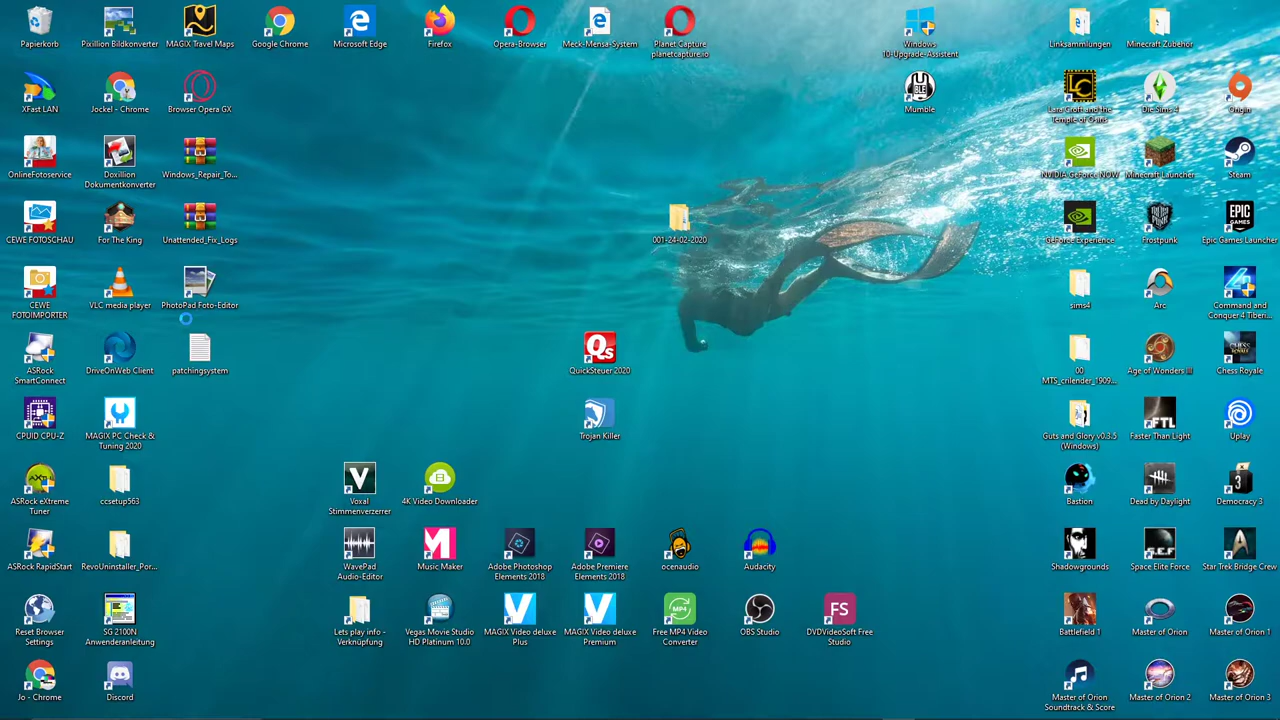 Papierkorb
Pixillion Bildkonverter
MAGIX Travel Maps
Google Chrome
Microsoft Edge
Firefox
Opera-Browser
Meck-Mensa-System
Planet Capture
planetcapture.io
Windows
10-Upgrade-Assistent
Linksammlungen
Minecraft Zubehör
XFast LAN
Jockel - Chrome
Browser Opera GX
Mumble
Lara Croft and the
Temple of Osiris
Die Sims 4
Origin
OnlineFotoservice
Doxillion
Dokumentkonverter
Windows_Repair_To...
NVIDIA GeForce NOW
Minecraft Launcher
Steam
CEWE FOTOSCHAU
For The King
Unattended_Fix_Logs
001-24-02-2020
GeForce Experience
Frostpunk
Epic Games Launcher
CEWE
FOTOIMPORTER
VLC media player
PhotoPad Foto-Editor
sims4
Arc
Command and
Conquer 4 Tiberi...
ASRock
SmartConnect
DriveOnWeb Client
patchingsystem
QuickSteuer 2020
00
MTS_crilender_1909...
Age of Wonders III
Chess Royale
CPUID CPU-Z
MAGIX PC Check &
Tuning 2020
Trojan Killer
Guts and Glory v0.3.5
(Windows)
FTL
Faster Than Light
Uplay
ASRock eXtreme
Tuner
ccsetup563
Voxal
Stimmenverzerrer
4K Video Downloader
Bastion
Dead by Daylight
Democracy 3
ASRock RapidStart
RevoUninstaller_Por...
WavePad
Audio-Editor
Music Maker
Adobe Photoshop
Elements 2018
Adobe Premiere
Elements 2018
ocenaudio
Audacity
Shadowgrounds
Space Elite Force
Star Trek Bridge Crew
Reset Browser
Settings
SG 2100N
Anwenderanleitung
Lets play info -
Verknüpfung
Vegas Movie Studio
HD Platinum 10.0
MAGIX Video deluxe
Plus
MAGIX Video deluxe
Premium
Free MP4 Video
Converter
OBS Studio
DVDVideoSoft Free
Studio
Battlefield 1
Master of Orion
Master of Orion 1
Jo - Chrome
Discord
Master of Orion
Soundtrack & Score
Master of Orion 2
Master of Orion 3